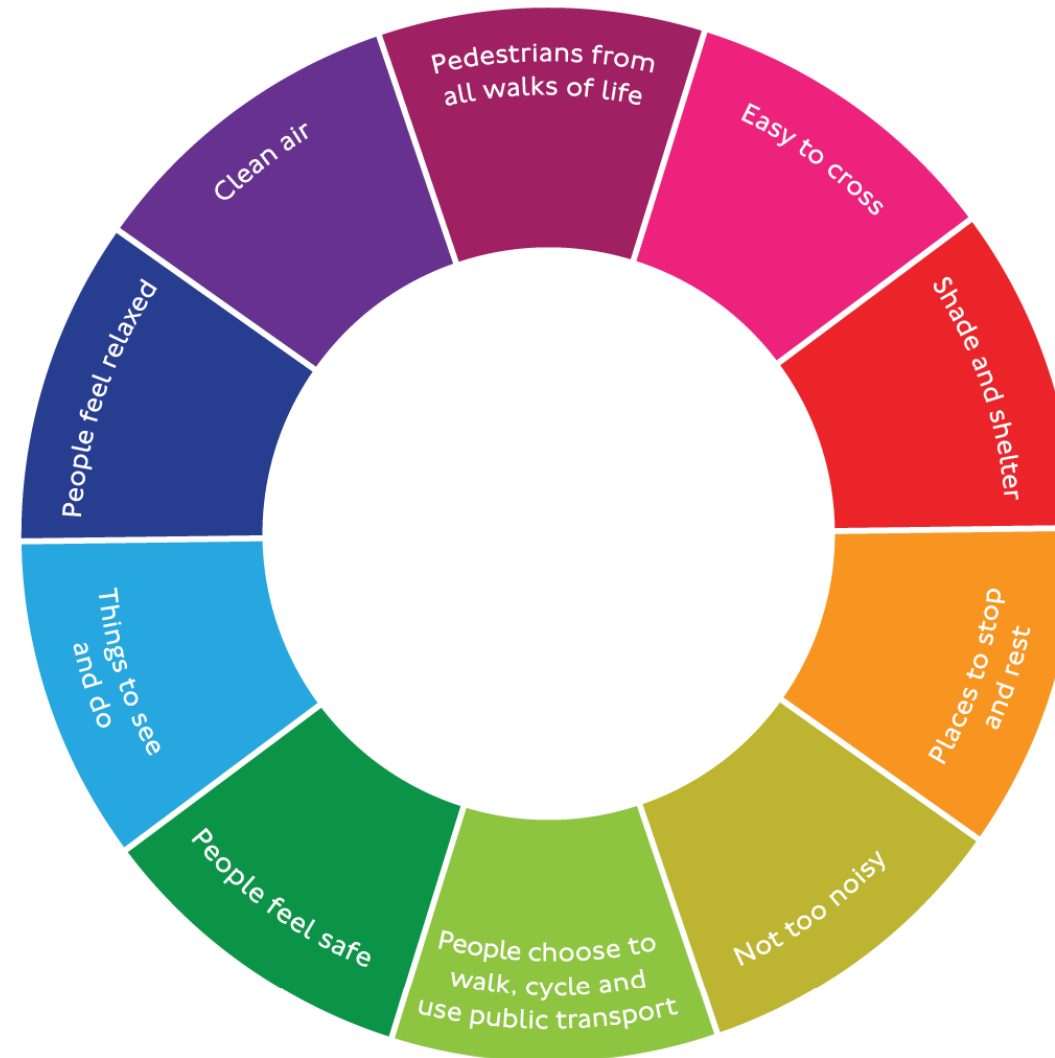 Pedestrians from
all walks of life
Easy to cross
Shade and shelter
Places to stop
and rest
Not too noisy
People choose to
walk, cycle and
use public transport
People feel safe
Things to see
and do
People feel relaxed
Clean air